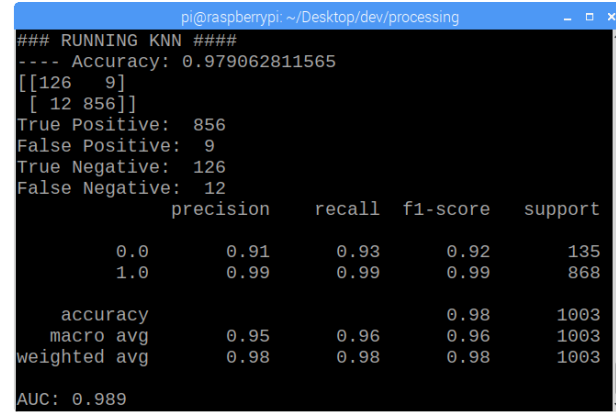 pi@raspberrypi: ~/Desktop/dev/processing
### RUNNING KNN ####
---- Accuracy: 0.979062811565
[[126   9]
 [ 12 856]]
True Positive:  856
False Positive:  9
True Negative:  126
False Negative:  12
              precision    recall  f1-score   support

         0.0       0.91      0.93      0.92       135
         1.0       0.99      0.99      0.99       868

    accuracy                           0.98      1003
   macro avg       0.95      0.96      0.96      1003
weighted avg       0.98      0.98      0.98      1003

AUC: 0.989